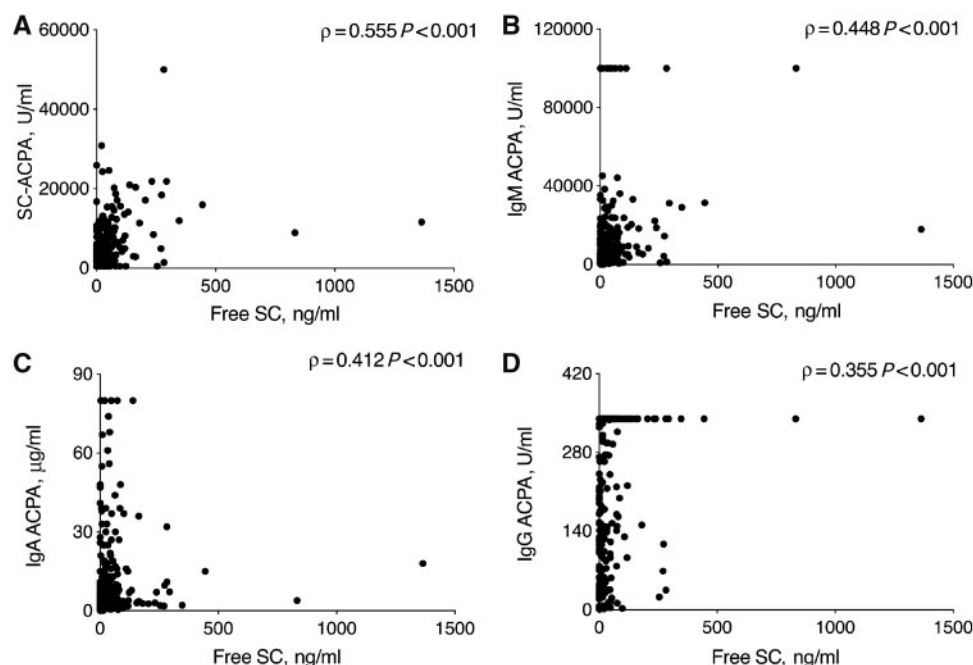 A
ρ=0.555 P<0.001
60000
40000
20000
0
SC-ACPA, U/ml
0 500 1000 1500
Free SC, ng/ml
B
ρ=0.448 P<0.001
120000
80000
40000
0
IgM ACPA, U/ml
0 500 1000 1500
Free SC, ng/ml
C
ρ=0.412 P<0.001
90
60
30
0
IgA ACPA, μg/ml
0 500 1000 1500
Free SC, ng/ml
D
ρ=0.355 P<0.001
420
280
140
0
IgG ACPA, U/ml
0 500 1000 1500
Free SC, ng/ml